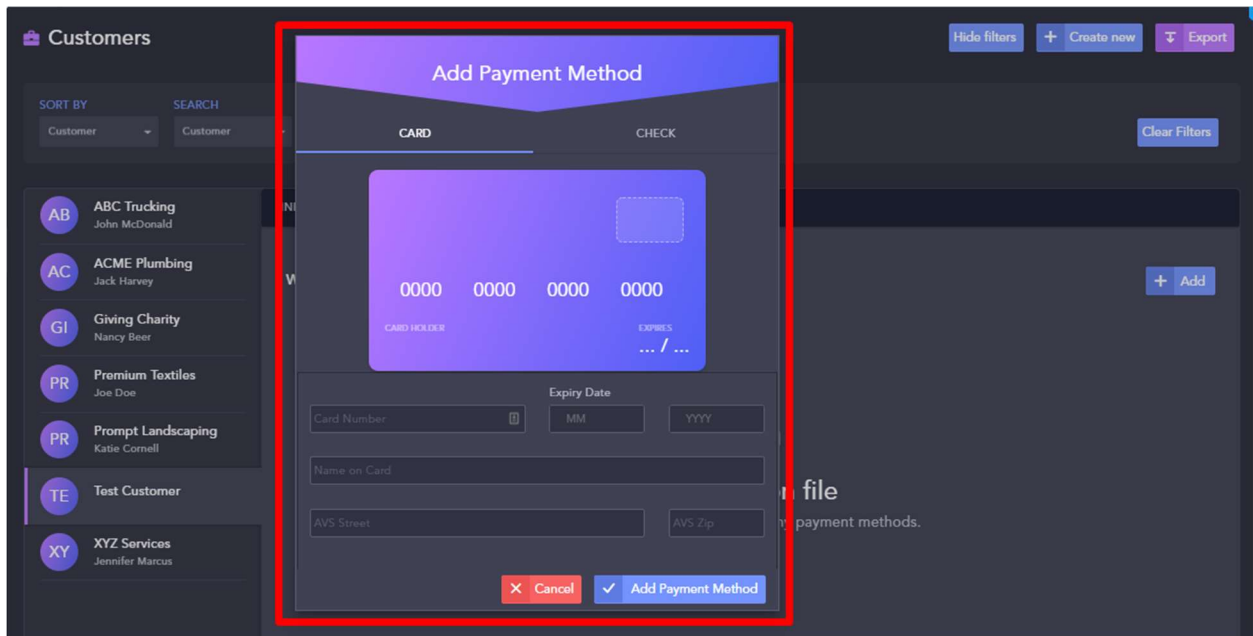 Customers
Hide filters
+ Create new
Export
SORT BY
SEARCH
Customer
Customer
Clear Filters
AB
ABC Trucking
John McDonald
AC
ACME Plumbing
Jack Harvey
GI
Giving Charity
Nancy Beer
PR
Premium Textiles
Joe Doe
PR
Prompt Landscaping
Katie Cornell
TE
Test Customer
XY
XYZ Services
Jennifer Marcus
+ Add
Add Payment Method
CARD
CHECK
0000 0000 0000 0000
CARD HOLDER
EXPIRES
... / ...
Expiry Date
Card Number
MM
YYYY
Name on Card
AVS Street
AVS Zip
Cancel
Add Payment Method
file
payment methods.